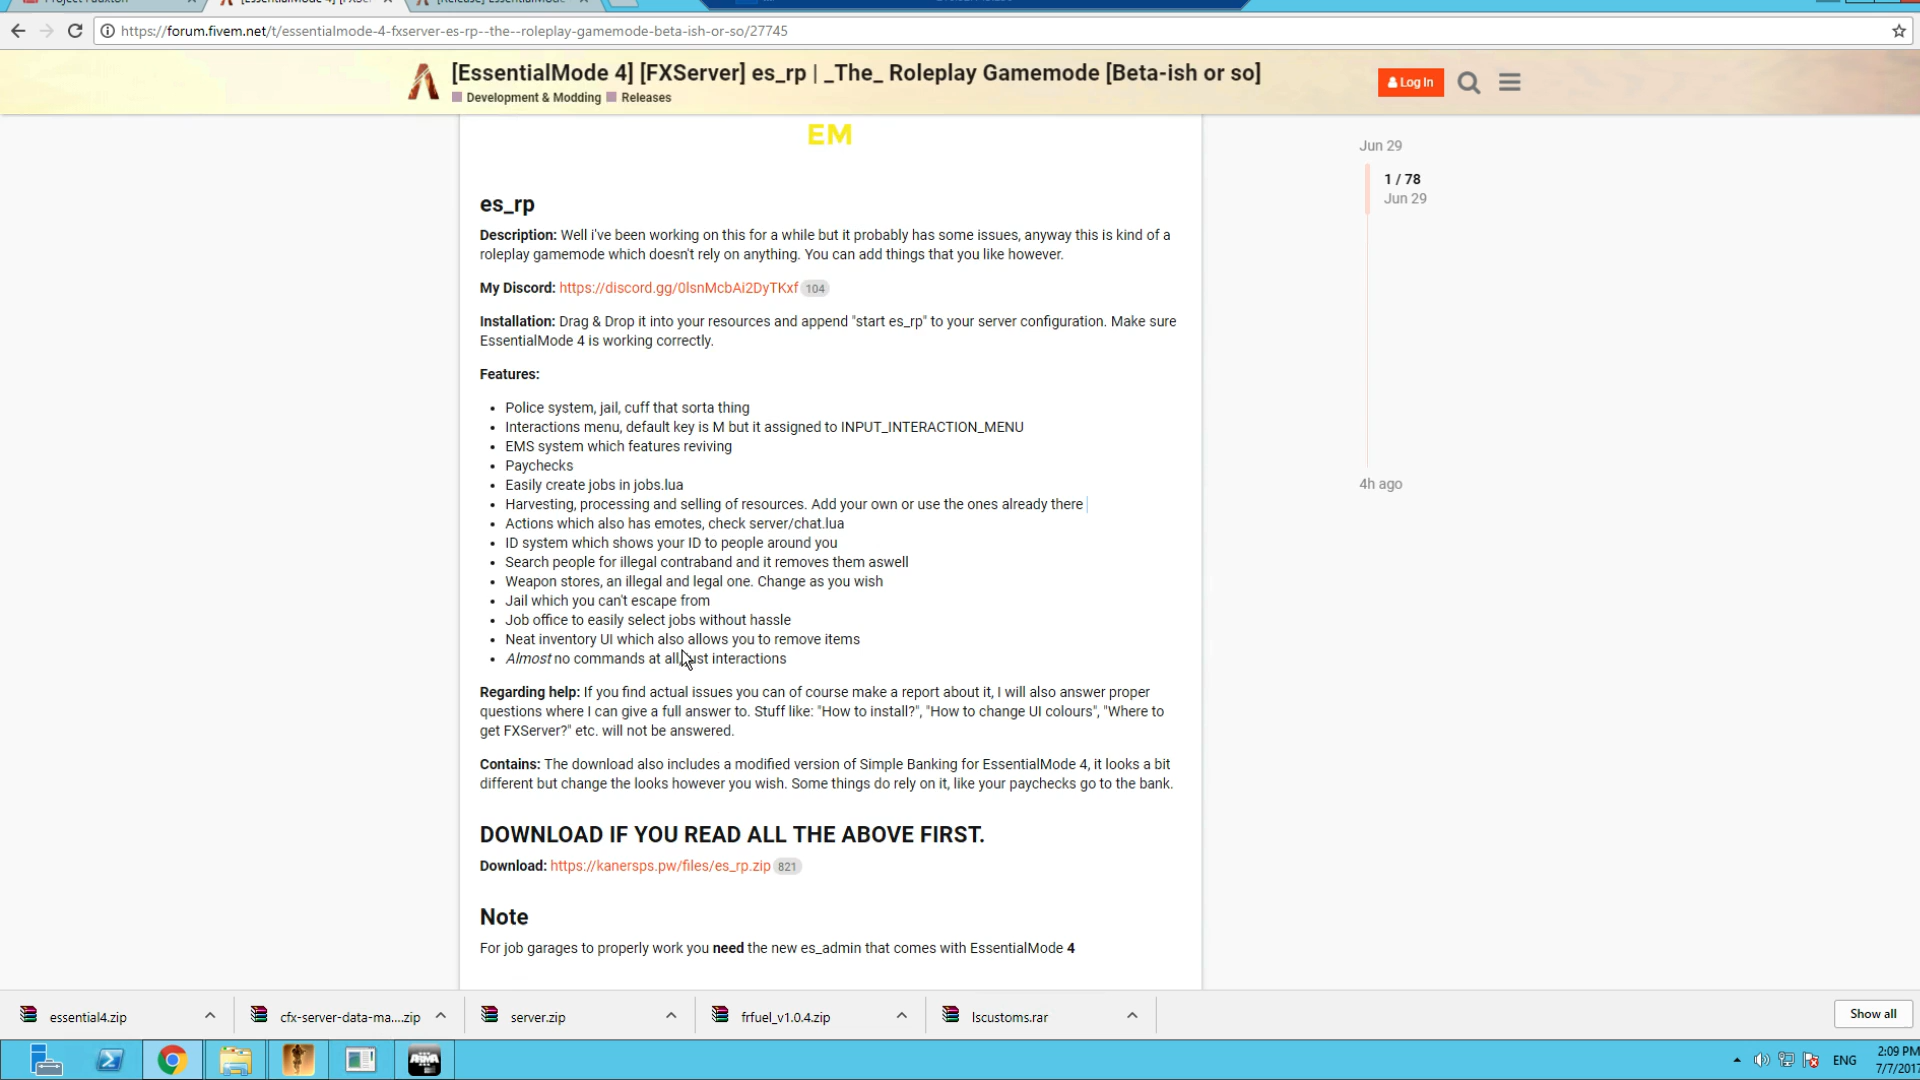 [EssentialMode 4] [FXSer
[Release] EssentialMode
https://forum.fivem.net/t/essentialmode-4-fxserver-es-rp--the--roleplay-gamemode-beta-ish-or-so/27745
[EssentialMode 4] [FXServer] es_rp | _The_ Roleplay Gamemode [Beta-ish or so]
Development & Modding Releases
Log In
EM
Jun 29
1 / 78
Jun 29
4h ago
es_rp
Description: Well i've been working on this for a while but it probably has some issues, anyway this is kind of a
roleplay gamemode which doesn't rely on anything. You can add things that you like however.
My Discord: https://discord.gg/0lsnMcbAi2DyTKxf 104
Installation: Drag & Drop it into your resources and append "start es_rp" to your server configuration. Make sure
EssentialMode 4 is working correctly.
Features:
• Police system, jail, cuff that sorta thing
• Interactions menu, default key is M but it assigned to INPUT_INTERACTION_MENU
• EMS system which features reviving
• Paychecks
• Easily create jobs in jobs.lua
• Harvesting, processing and selling of resources. Add your own or use the ones already there
• Actions which also has emotes, check server/chat.lua
• ID system which shows your ID to people around you
• Search people for illegal contraband and it removes them aswell
• Weapon stores, an illegal and legal one. Change as you wish
• Jail which you can't escape from
• Job office to easily select jobs without hassle
• Neat inventory UI which also allows you to remove items
• Almost no commands at all, just interactions
Regarding help: If you find actual issues you can of course make a report about it, I will also answer proper
questions where I can give a full answer to. Stuff like: "How to install?", "How to change UI colours", "Where to
get FXServer?" etc. will not be answered.
Contains: The download also includes a modified version of Simple Banking for EssentialMode 4, it looks a bit
different but change the looks however you wish. Some things do rely on it, like your paychecks go to the bank.
DOWNLOAD IF YOU READ ALL THE ABOVE FIRST.
Download: https://kanersps.pw/files/es_rp.zip 821
Note
For job garages to properly work you need the new es_admin that comes with EssentialMode 4
essential4.zip
cfx-server-data-ma....zip
server.zip
frfuel_v1.0.4.zip
lscustoms.rar
Show all
ARMA
ENG
2:09 PM
7/7/2017